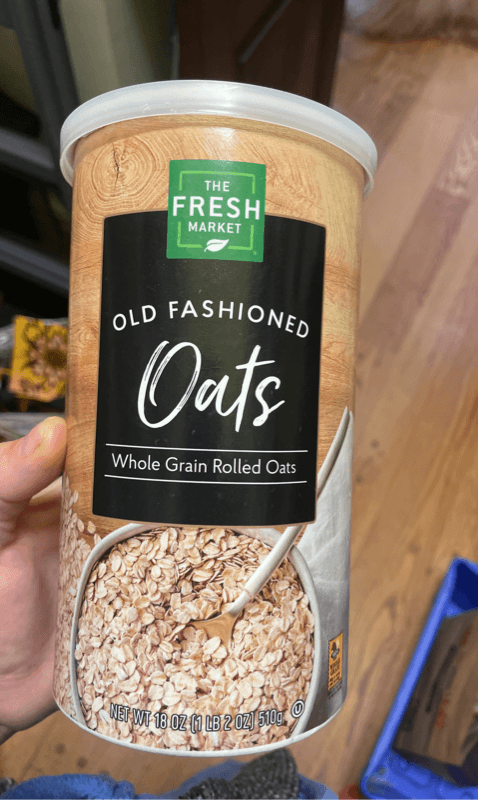 THE
FRESH
MARKET
OLD FASHIONED
Oats
Whole Grain Rolled Oats
NET WT 18 OZ (1 LB 2 OZ) 510g U